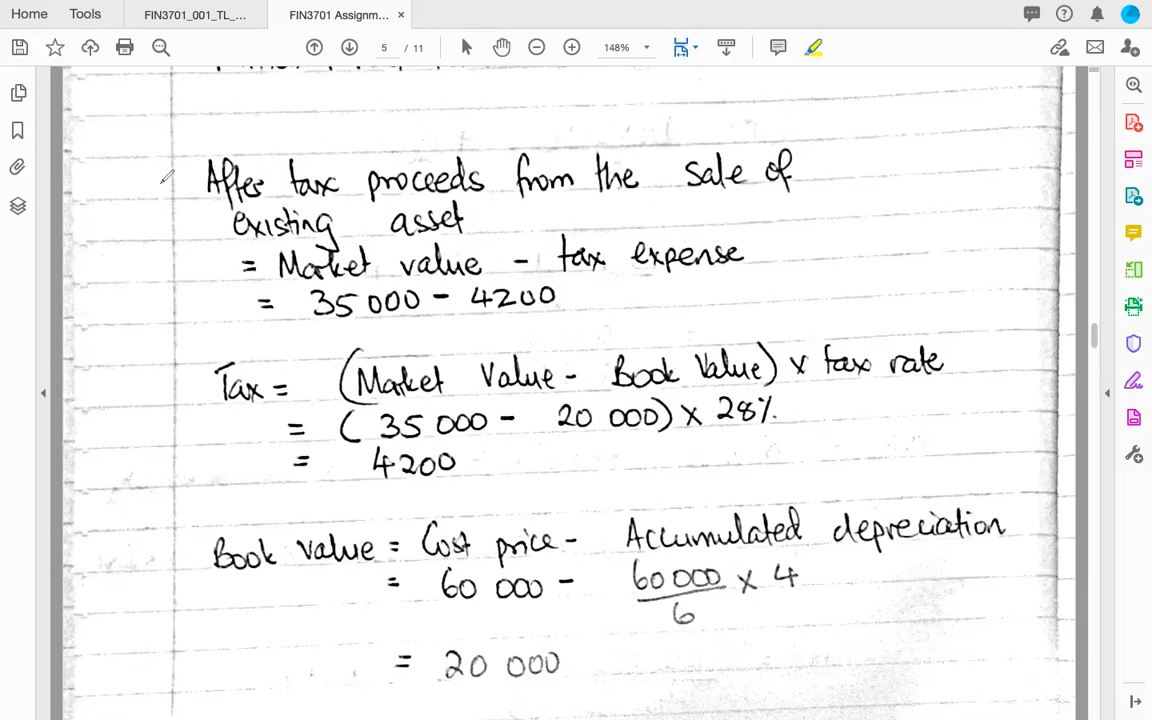 Home Tools FIN3701_001_TL_... FIN3701 Assignm... ×
5 / 11 148%
After tax proceeds from the sale of
existing asset
= Market value - tax expense
= 35 000 - 4200
Tax = (Market Value - Book Value) x tax rate
= (35 000 - 20 000) x 28%
= 4200
Book value = Cost price - Accumulated depreciation
= 60 000 - 60 000 x 4
6
= 20 000